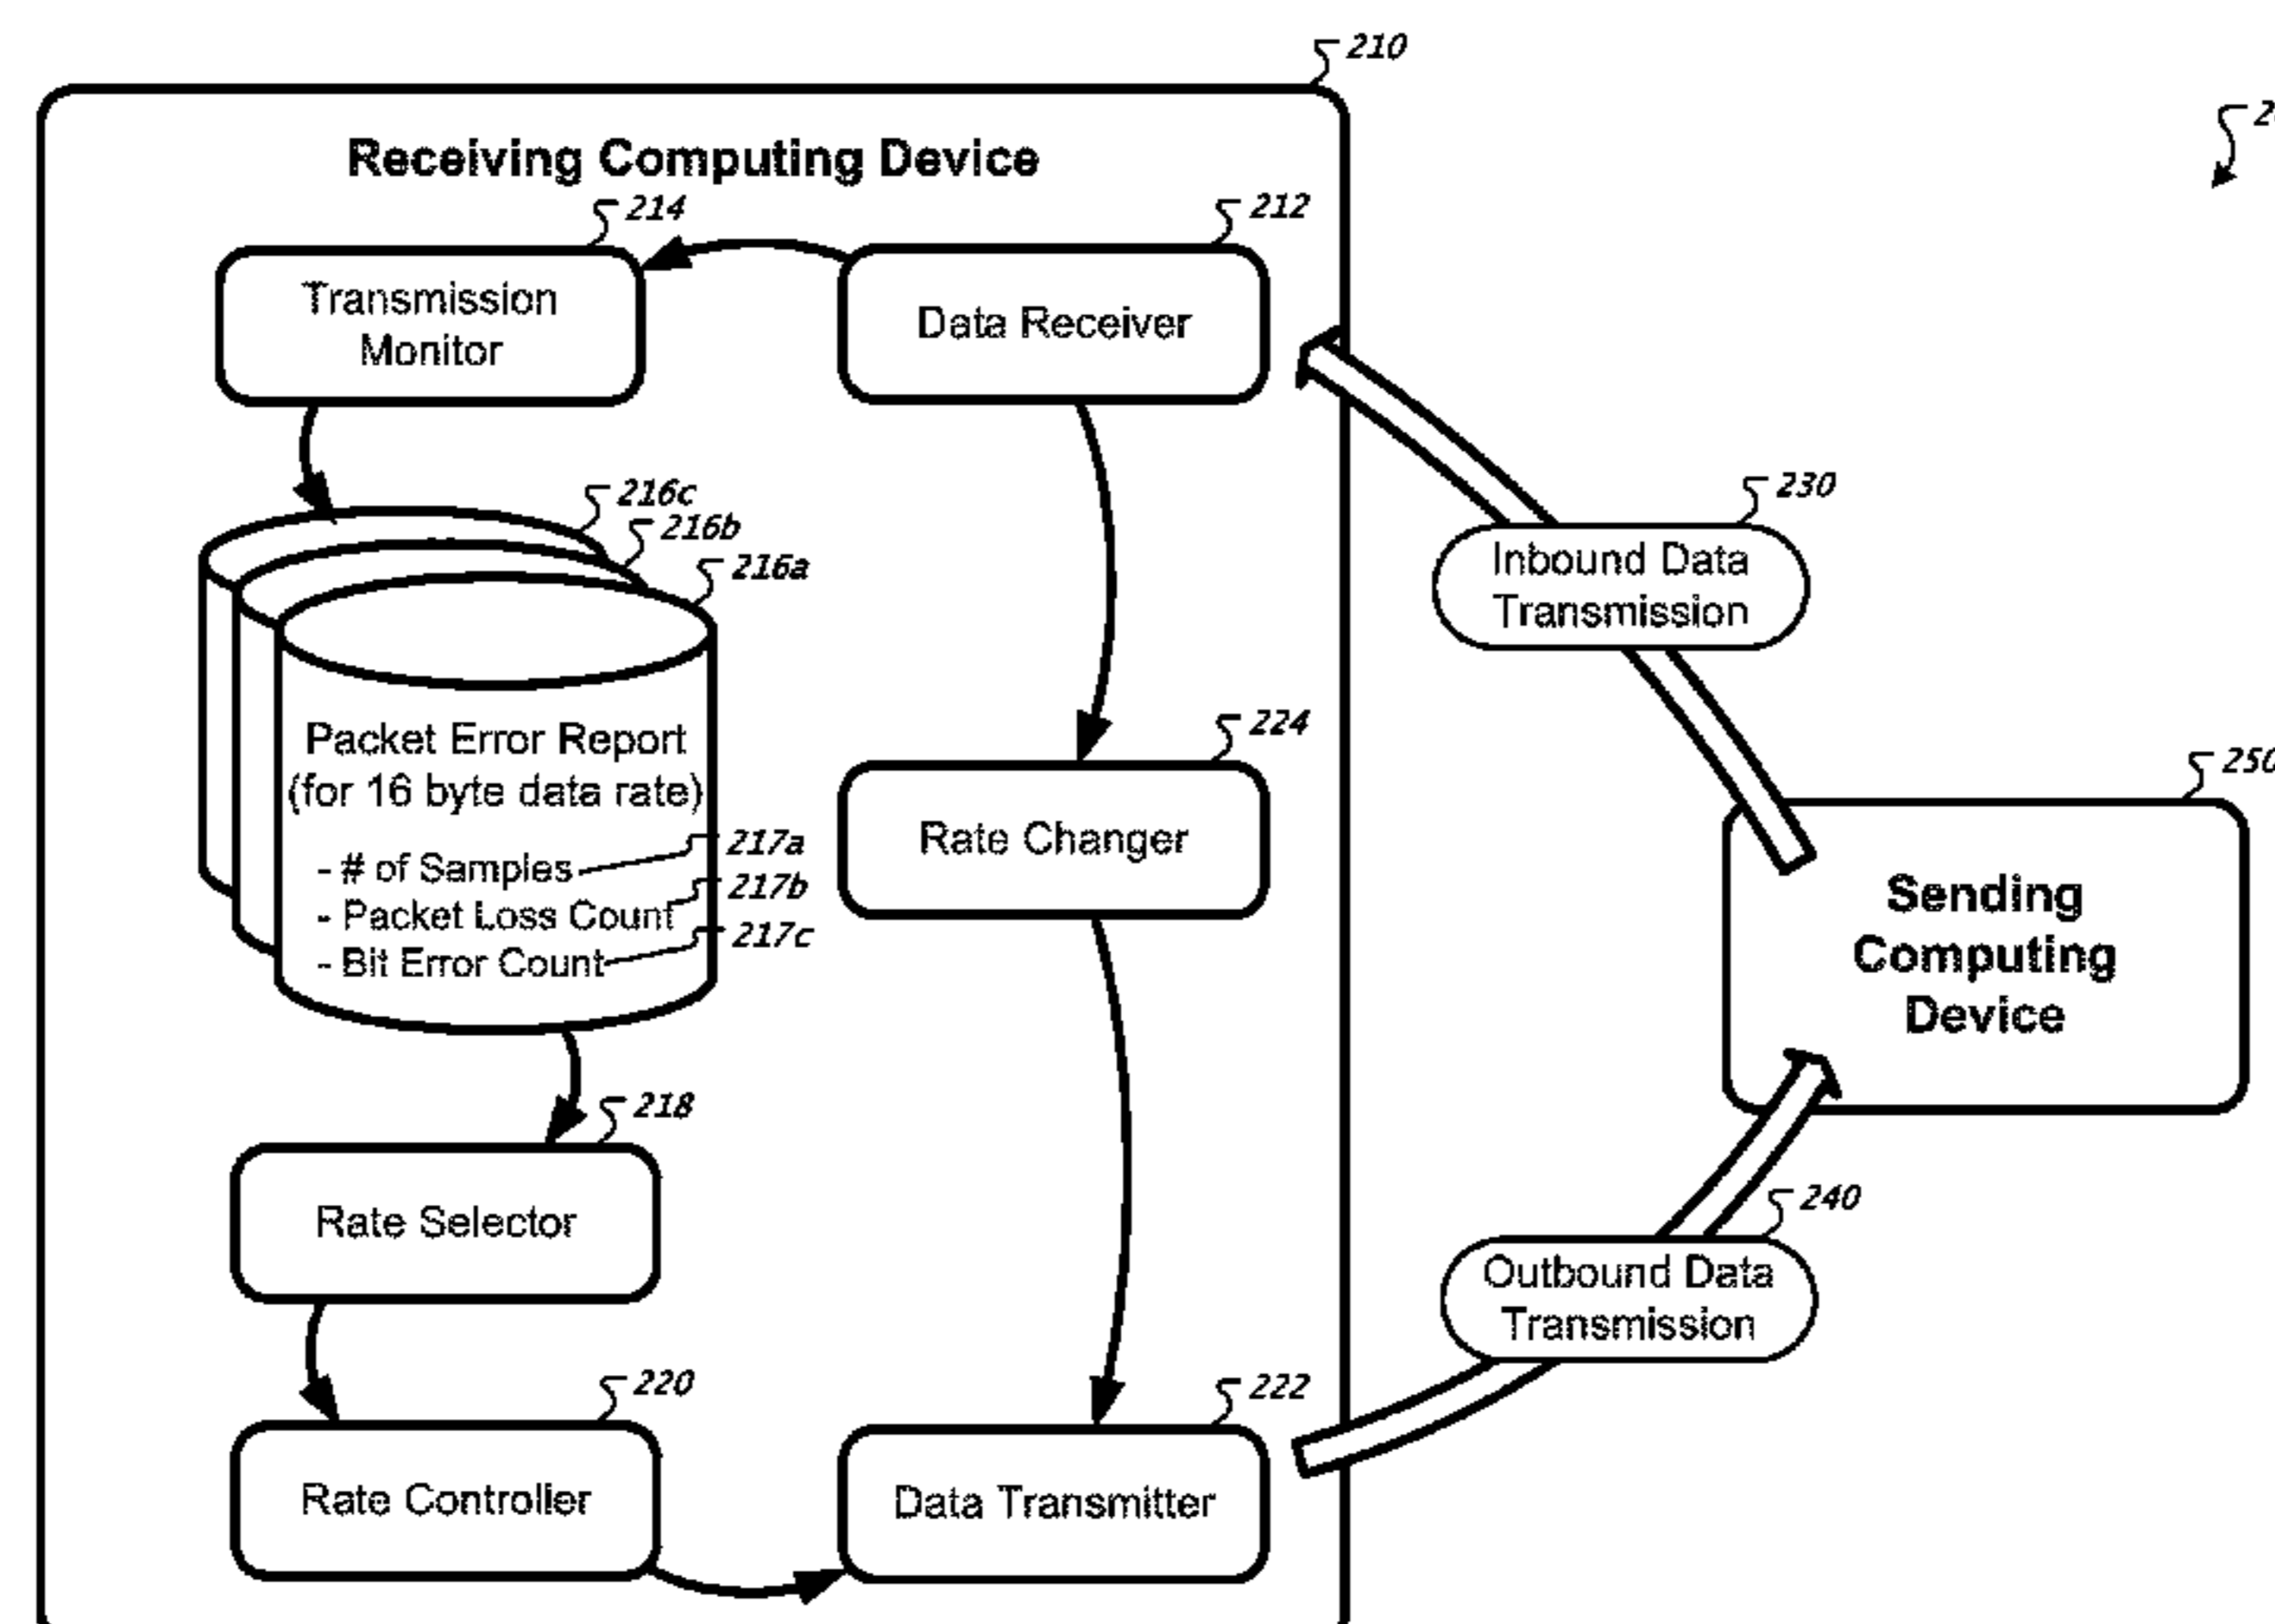 210
Receiving Computing Device
214
212
Transmission
Monitor
Data Receiver
216c
216b
216a
230
Inbound Data
Transmission
Packet Error Report
(for 16 byte data rate)
- # of Samples
217a
- Packet Loss Count
217b
- Bit Error Count
217c
224
Rate Changer
250
Sending
Computing
Device
218
Rate Selector
240
Outbound Data
Transmission
220
Rate Controller
222
Data Transmitter